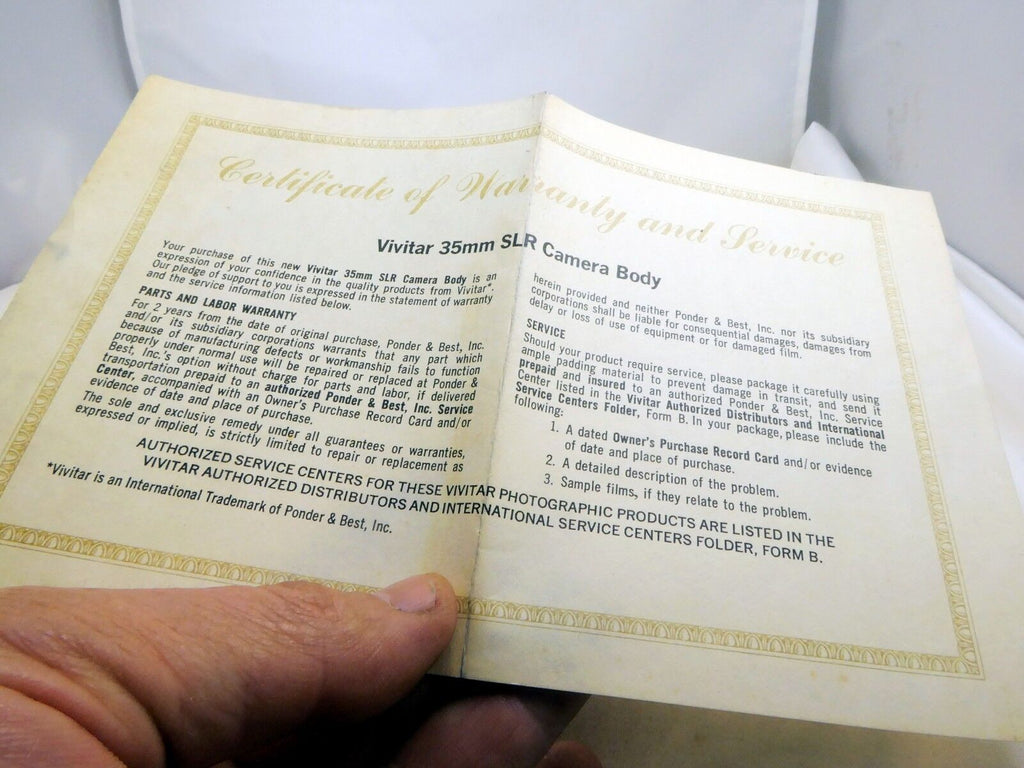 Certificate of Warranty and Service
Vivitar 35mm SLR Camera Body
Your purchase of this new Vivitar 35mm SLR Camera Body is an
expression of your confidence in the quality products from Vivitar*.
Our pledge of support to you is expressed in the statement of warranty
and the service information listed below.
PARTS AND LABOR WARRANTY
For 2 years from the date of original purchase, Ponder & Best, Inc.
and/or its subsidiary corporations warrants that any part which
because of manufacturing defects or workmanship fails to function
properly under normal use will be repaired or replaced at Ponder &
Best, Inc.'s option without charge for parts and labor, if delivered
transportation prepaid to an authorized Ponder & Best, Inc. Service
Center, accompanied with an Owner's Purchase Record Card and/or
evidence of date and place of purchase.
The sole and exclusive remedy under all guarantees or warranties,
expressed or implied, is strictly limited to repair or replacement as
herein provided and neither Ponder & Best, Inc. nor its subsidiary
corporations shall be liable for consequential damages, damages from
delay or loss of use of equipment or for damaged film.
SERVICE
Should your product require service, please package it carefully using
ample padding material to prevent damage in transit, and send it
prepaid and insured to an authorized Ponder & Best, Inc. Service
Center listed in the Vivitar Authorized Distributors and International
Service Centers Folder, Form B. In your package, please include the
following:
1. A dated Owner's Purchase Record Card and/or evidence
of date and place of purchase.
2. A detailed description of the problem.
3. Sample films, if they relate to the problem.
AUTHORIZED SERVICE CENTERS FOR THESE VIVITAR PHOTOGRAPHIC PRODUCTS ARE LISTED IN THE
VIVITAR AUTHORIZED DISTRIBUTORS AND INTERNATIONAL SERVICE CENTERS FOLDER, FORM B.
*Vivitar is an International Trademark of Ponder & Best, Inc.